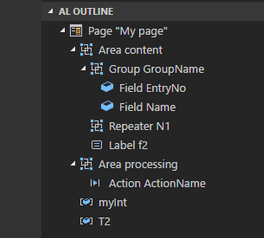 AL OUTLINE
Page "My page"
Area content
Group GroupName
Field EntryNo
Field Name
Repeater N1
Label f2
Area processing
Action ActionName
myInt
T2